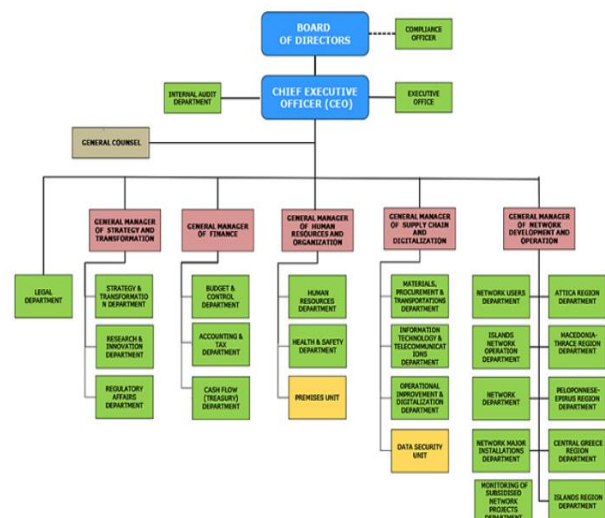 BOARD
OF DIRECTORS
COMPLIANCE
OFFICER
INTERNAL AUDIT
DEPARTMENT
CHIEF EXECUTIVE
OFFICER (CEO)
EXECUTIVE
OFFICE
GENERAL COUNSEL
GENERAL MANAGER
OF STRATEGY AND
TRANSFORMATION
GENERAL MANAGER
OF FINANCE
GENERAL MANAGER
OF HUMAN
RESOURCES AND
ORGANIZATION
GENERAL MANAGER
OF SUPPLY CHAIN
AND
DIGITALIZATION
GENERAL MANAGER
OF NETWORK
DEVELOPMENT AND
OPERATION
LEGAL
DEPARTMENT
STRATEGY &
TRANSFORMATIO
N DEPARTMENT
RESEARCH &
INNOVATION
DEPARTMENT
REGULATORY
AFFAIRS
DEPARTMENT
BUDGET &
CONTROL
DEPARTMENT
ACCOUNTING &
TAX
DEPARTMENT
CASH FLOW
(TREASURY)
DEPARTMENT
HUMAN
RESOURCES
DEPARTMENT
HEALTH & SAFETY
DEPARTMENT
PREMISES UNIT
MATERIALS,
PROCUREMENT &
TRANSPORTATIONS
DEPARTMENT
INFORMATION
TECHNOLOGY &
TELECOMMUNICATI
ONS DEPARTMENT
OPERATIONAL
IMPROVEMENT &
DIGITALIZATION
DEPARTMENT
DATA SECURITY
UNIT
NETWORK USERS
DEPARTMENT
ISLANDS
NETWORK
OPERATION
DEPARTMENT
NETWORK
DEPARTMENT
NETWORK MAJOR
INSTALLATIONS
DEPARTMENT
MONITORING OF
SUBSIDISED
NETWORK
PROJECTS
DEPARTMENT
ATTICA REGION
DEPARTMENT
MACEDONIA-
THRACE REGION
DEPARTMENT
PELOPONNESE-
EPIRUS REGION
DEPARTMENT
CENTRAL GREECE
REGION
DEPARTMENT
ISLANDS REGION
DEPARTMENT